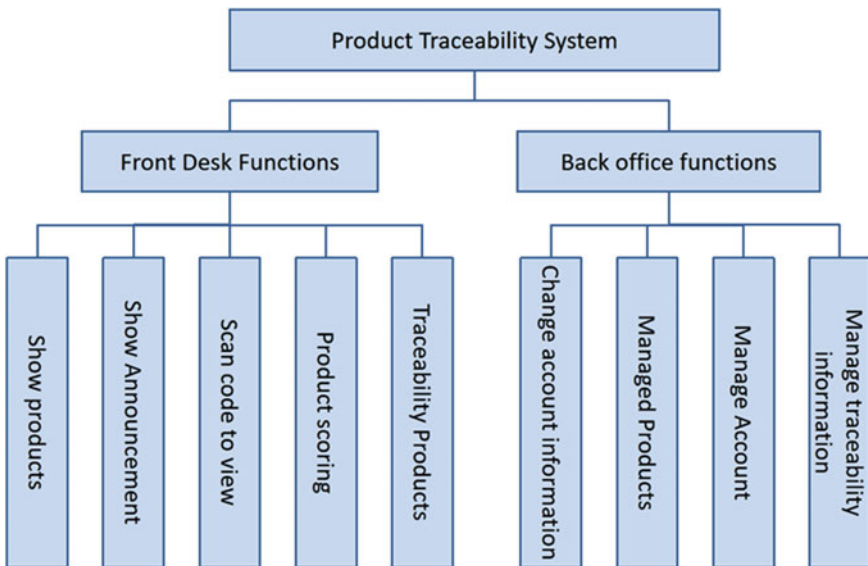 Product Traceability System
Front Desk Functions
Back office functions
Show products
Show Announcement
Scan code to view
Product scoring
Traceability Products
Change account information
Managed Products
Manage Account
Manage traceability
information